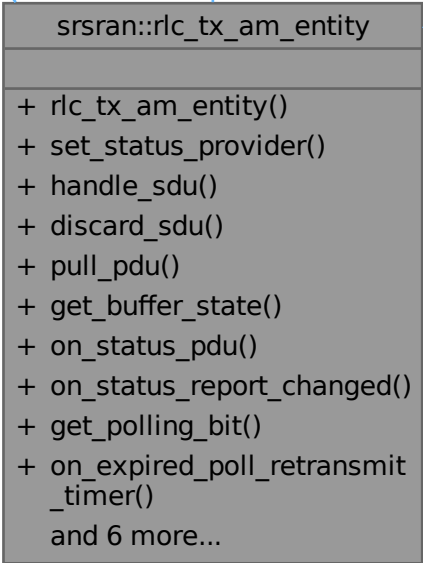 srsran::rlc_tx_am_entity
+ rlc_tx_am_entity()
+ set_status_provider()
+ handle_sdu()
+ discard_sdu()
+ pull_pdu()
+ get_buffer_state()
+ on_status_pdu()
+ on_status_report_changed()
+ get_polling_bit()
+ on_expired_poll_retransmit
_timer()
and 6 more...